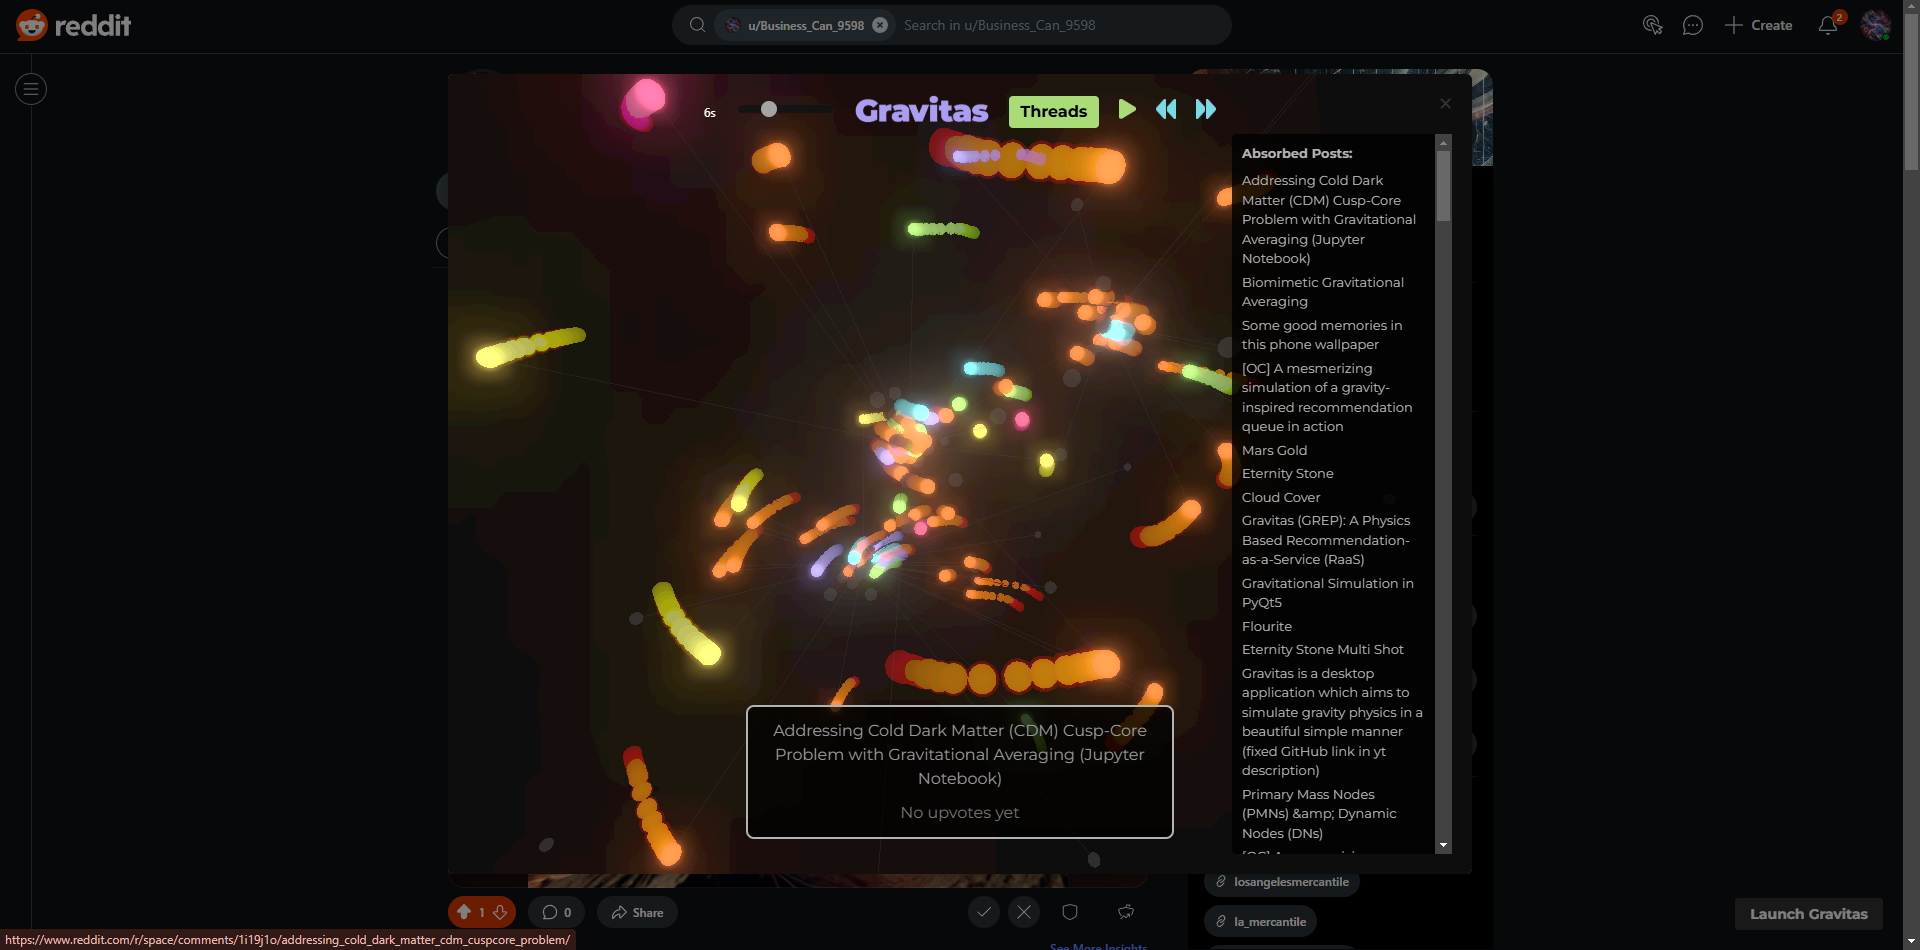 reddit
u/Business_Can_9598
Search in u/Business_Can_9598
Create
2
6s
Gravitas
Threads
Absorbed Posts:
Addressing Cold Dark
Matter (CDM) Cusp-Core
Problem with Gravitational
Averaging (Jupyter
Notebook)
Biomimetic Gravitational
Averaging
Some good memories in
this phone wallpaper
[OC] A mesmerizing
simulation of a gravity-
inspired recommendation
queue in action
Mars Gold
Eternity Stone
Cloud Cover
Gravitas (GREP): A Physics
Based Recommendation-
as-a-Service (RaaS)
Gravitational Simulation in
PyQt5
Flourite
Eternity Stone Multi Shot
Gravitas is a desktop
application which aims to
simulate gravity physics in a
beautiful simple manner
(fixed GitHub link in yt
description)
Primary Mass Nodes
(PMNs) &amp; Dynamic
Nodes (DNs)
Addressing Cold Dark Matter (CDM) Cusp-Core
Problem with Gravitational Averaging (Jupyter
Notebook)
No upvotes yet
losangelesmercantile
la_mercantile
1
0
Share
See More Insights
Launch Gravitas
https://www.reddit.com/r/space/comments/1i19j1o/addressing_cold_dark_matter_cdm_cuspcore_problem/